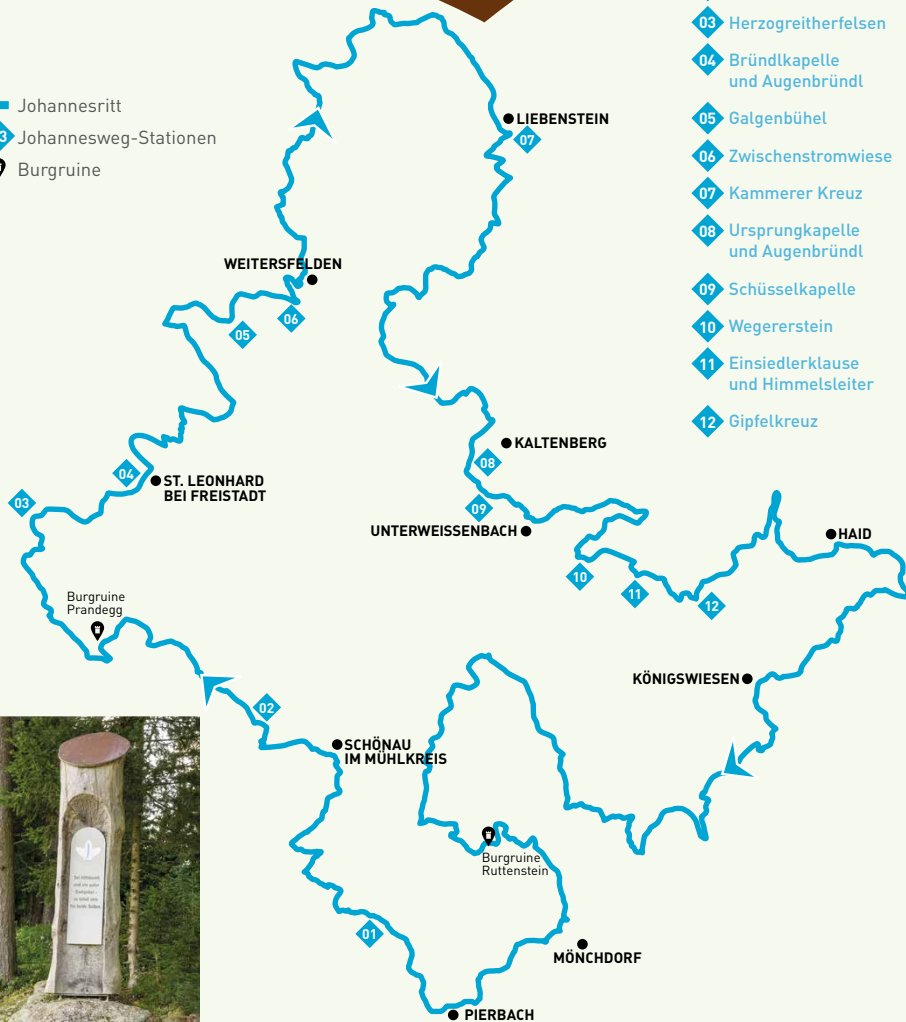 Johannesritt
3 Johannesweg-Stationen
Burgruine
03 Herzogreitherfelsen
04 Bründlkapelle
und Augenbründl
05 Galgenbühel
06 Zwischenstromwiese
07 Kammerer Kreuz
08 Ursprungkapelle
und Augenbründl
09 Schüsselkapelle
10 Wegererstein
11 Einsiedlerklause
und Himmelsleiter
12 Gipfelkreuz
LIEBENSTEIN
07
WEITERSFELDEN
06
05
KALTENBERG
08
04
ST. LEONHARD
BEI FREISTADT
03
09
UNTERWEISSENBACH
HAID
10
11
12
Burgruine
Prandegg
KÖNIGSWIESEN
02
SCHÖNAU
IM MÜHLKREIS
Burgruine
Ruttenstein
01
MÖNCHDORF
PIERBACH